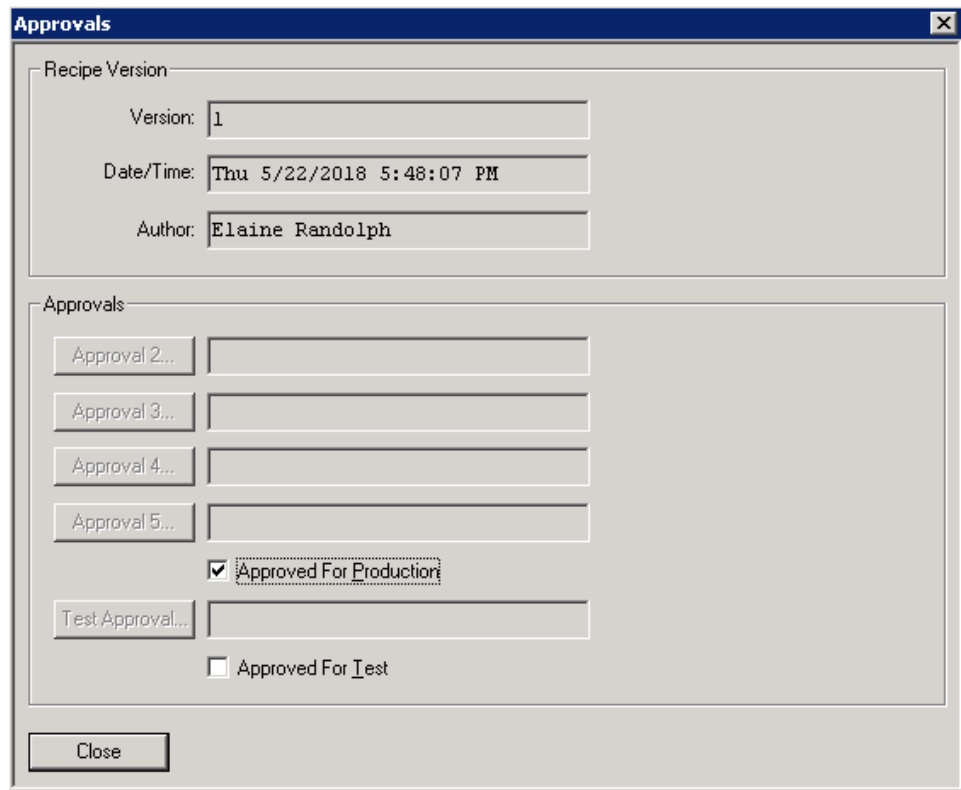 Approvals
Recipe Version
Version: 1
Date/Time: Thu 5/22/2018 5:48:07 PM
Author: Elaine Randolph
Approvals
Approval 2...
Approval 3...
Approval 4...
Approval 5...
Approved For Production
Test Approval...
Approved For Test
Close